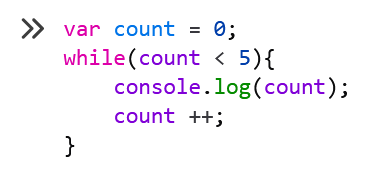 var count = 0;
while(count < 5){
    console.log(count);
    count ++;
}